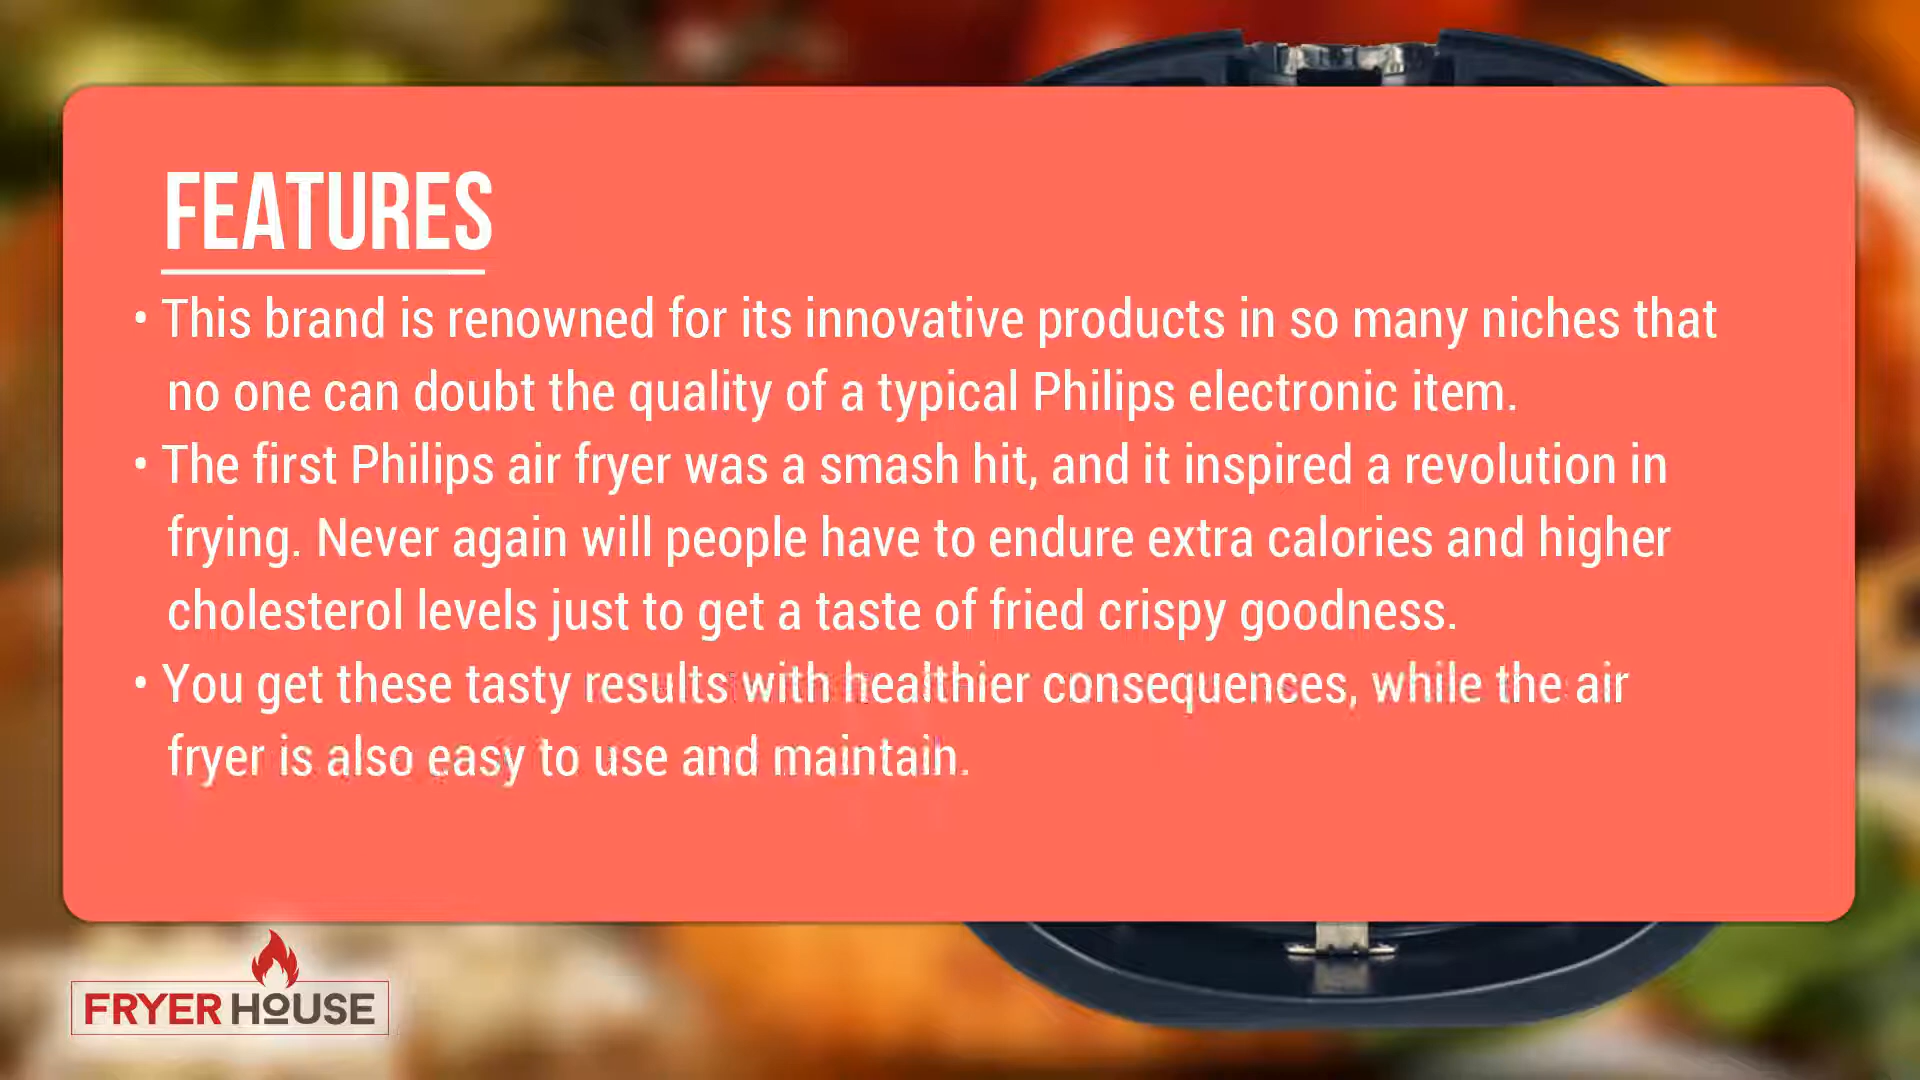 FEATURES
• This brand is renowned for its innovative products in so many niches that
no one can doubt the quality of a typical Philips electronic item.
• The first Philips air fryer was a smash hit, and it inspired a revolution in
frying. Never again will people have to endure extra calories and higher
cholesterol levels just to get a taste of fried crispy goodness.
• You get these tasty results with healthier consequences, while the air
fryer is also easy to use and maintain.
FRYER HOUSE